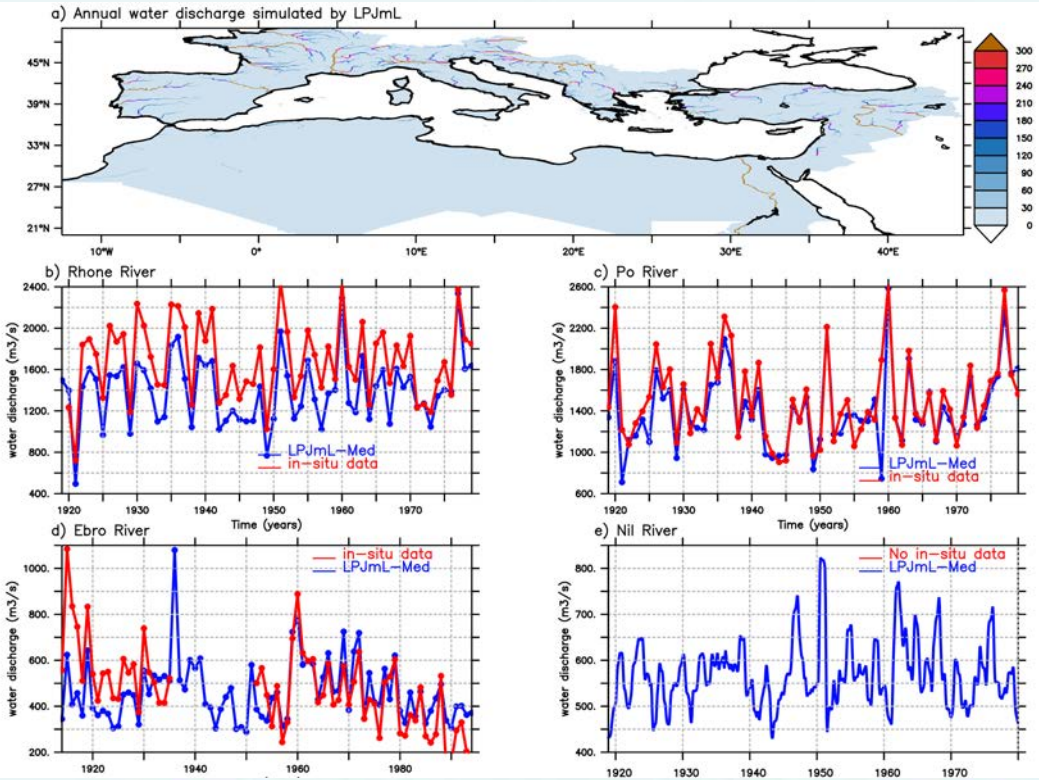 a) Annual water discharge simulated by LPJmL
45°N
39°N
33°N
27°N
21°N
10°W
0°
10°E
20°E
30°E
40°E
300
270
240
210
180
150
120
90
60
30
0
b) Rhone River
water discharge (m3/s)
2400.
2000.
1600.
1200.
800.
400.
LPJmL-Med
in-situ data
1920 1930 1940 1950 1960 1970
Time (years)
c) Po River
water discharge (m3/s)
2600.
2200.
1800.
1400.
1000.
600.
LPJmL-Med
in-situ data
1920 1930 1940 1950 1960 1970
Time (years)
d) Ebro River
water discharge (m3/s)
1000.
800.
600.
400.
200.
in-situ data
LPJmL-Med
1920 1940 1960 1980
e) Nil River
water discharge (m3/s)
800.
700.
600.
500.
400.
No in-situ data
LPJmL-Med
1920 1930 1940 1950 1960 1970